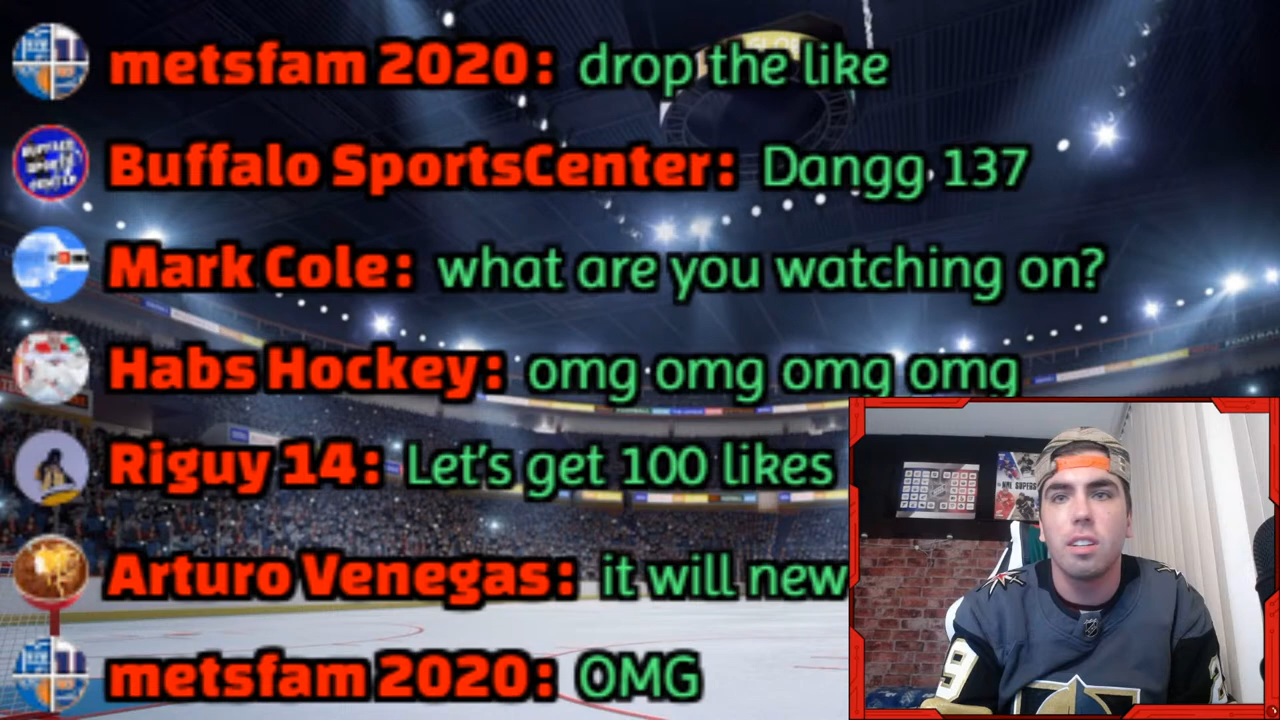 metsfam 2020: drop the like
Buffalo SportsCenter: Dangg 137
Mark Cole: what are you watching on?
Habs Hockey: omg omg omg omg
Riguy 14: Let's get 100 likes
Arturo Venegas: it will new
metsfam 2020: OMG